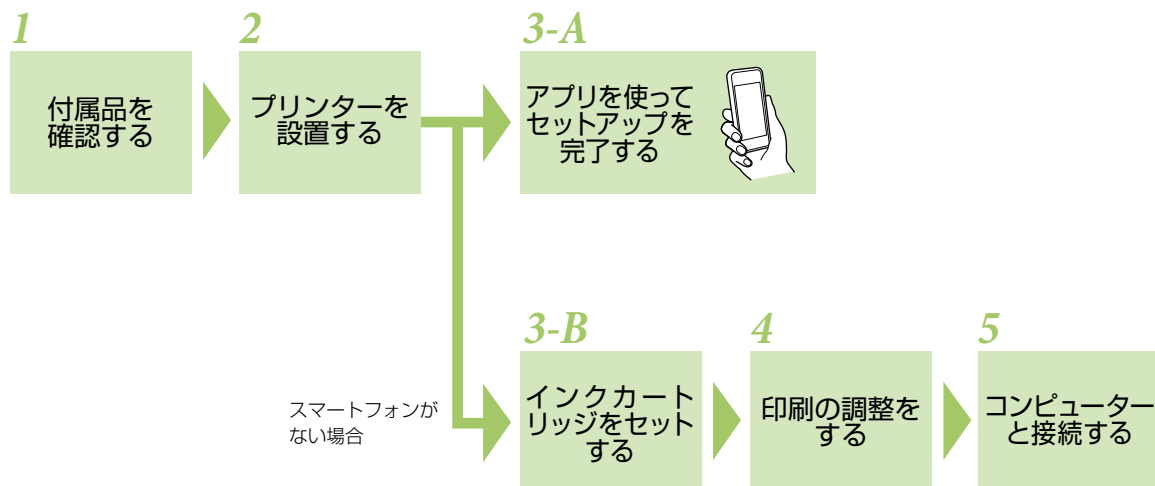 1
付属品を
確認する
2
プリンターを
設置する
3-A
アプリを使って
セットアップを
完了する
スマートフォンが
ない場合
3-B
インクカート
リッジをセット
する
4
印刷の調整を
する
5
コンピューター
と接続する